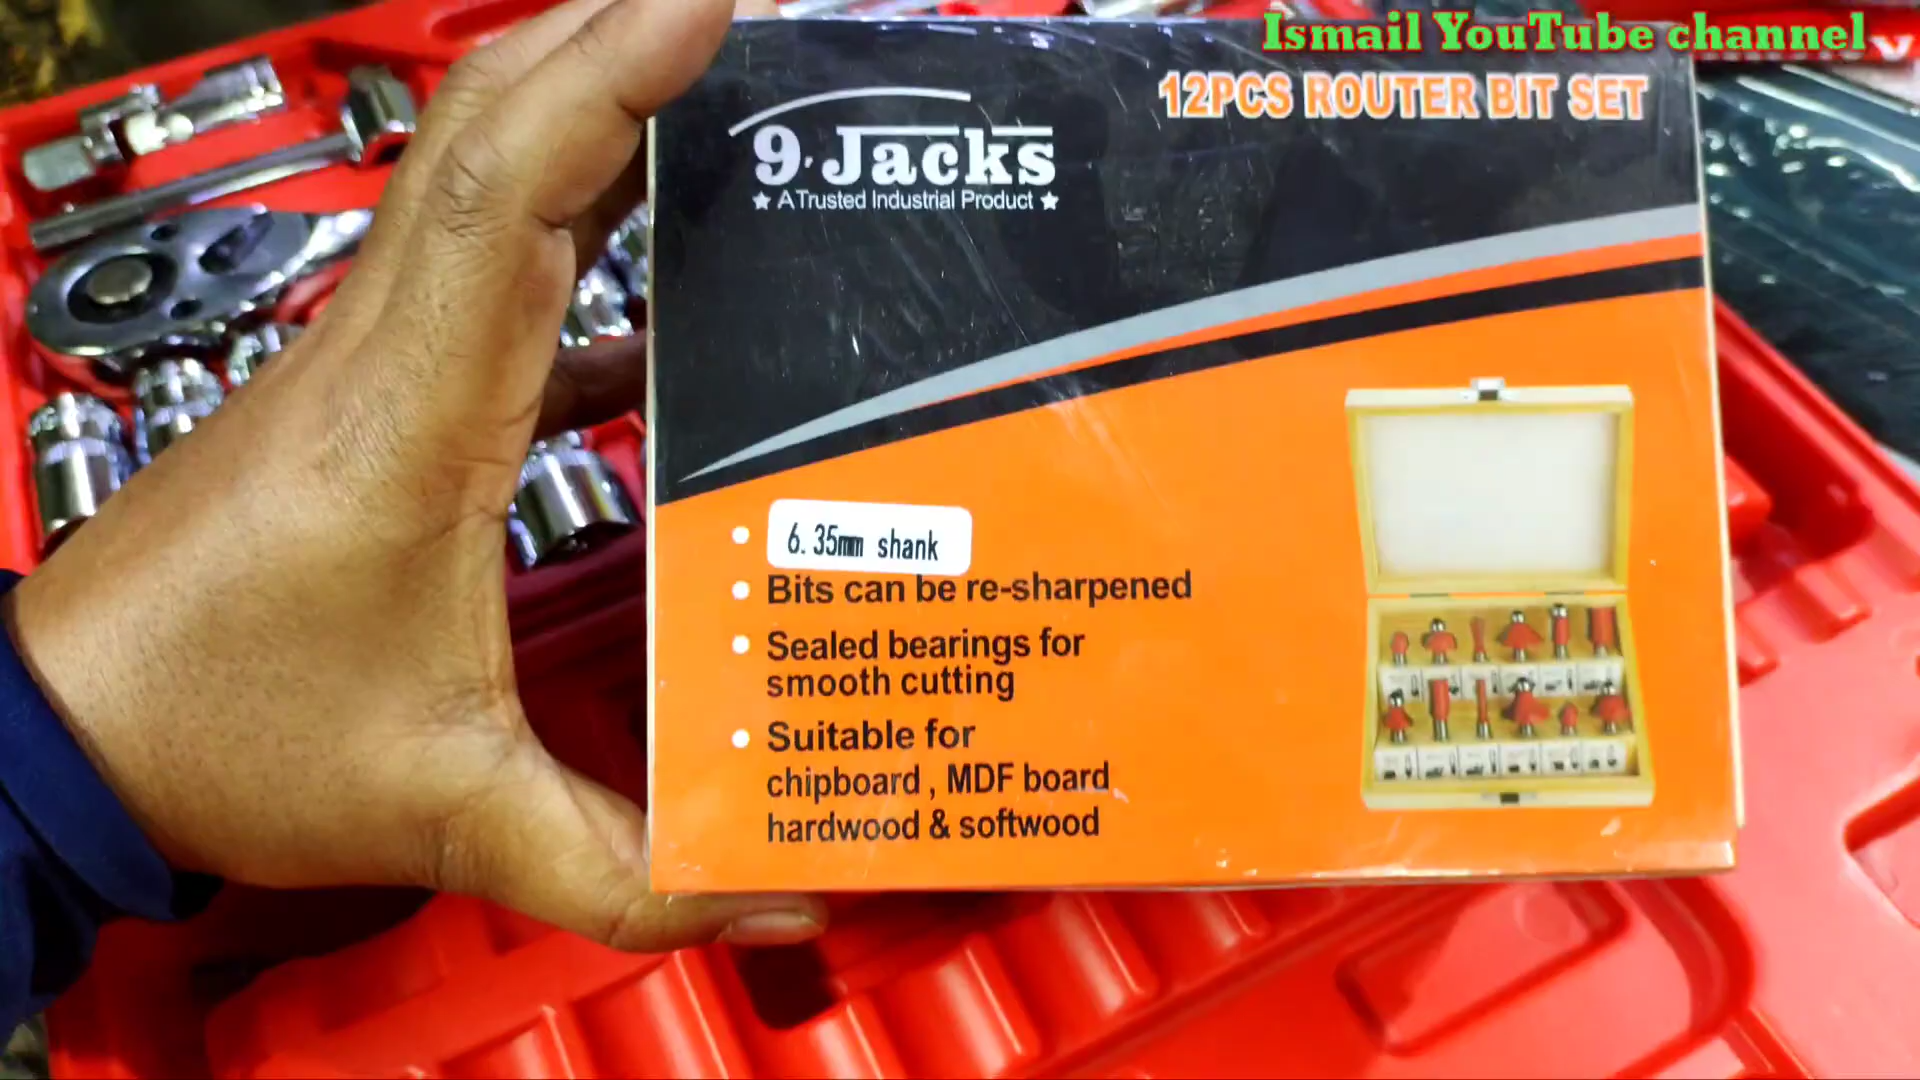 Ismail YouTube channel
12PCS ROUTER BIT SET
9·Jacks
★ A Trusted Industrial Product ★
6.35mm shank
Bits can be re-sharpened
Sealed bearings for
smooth cutting
Suitable for
chipboard , MDF board
hardwood & softwood